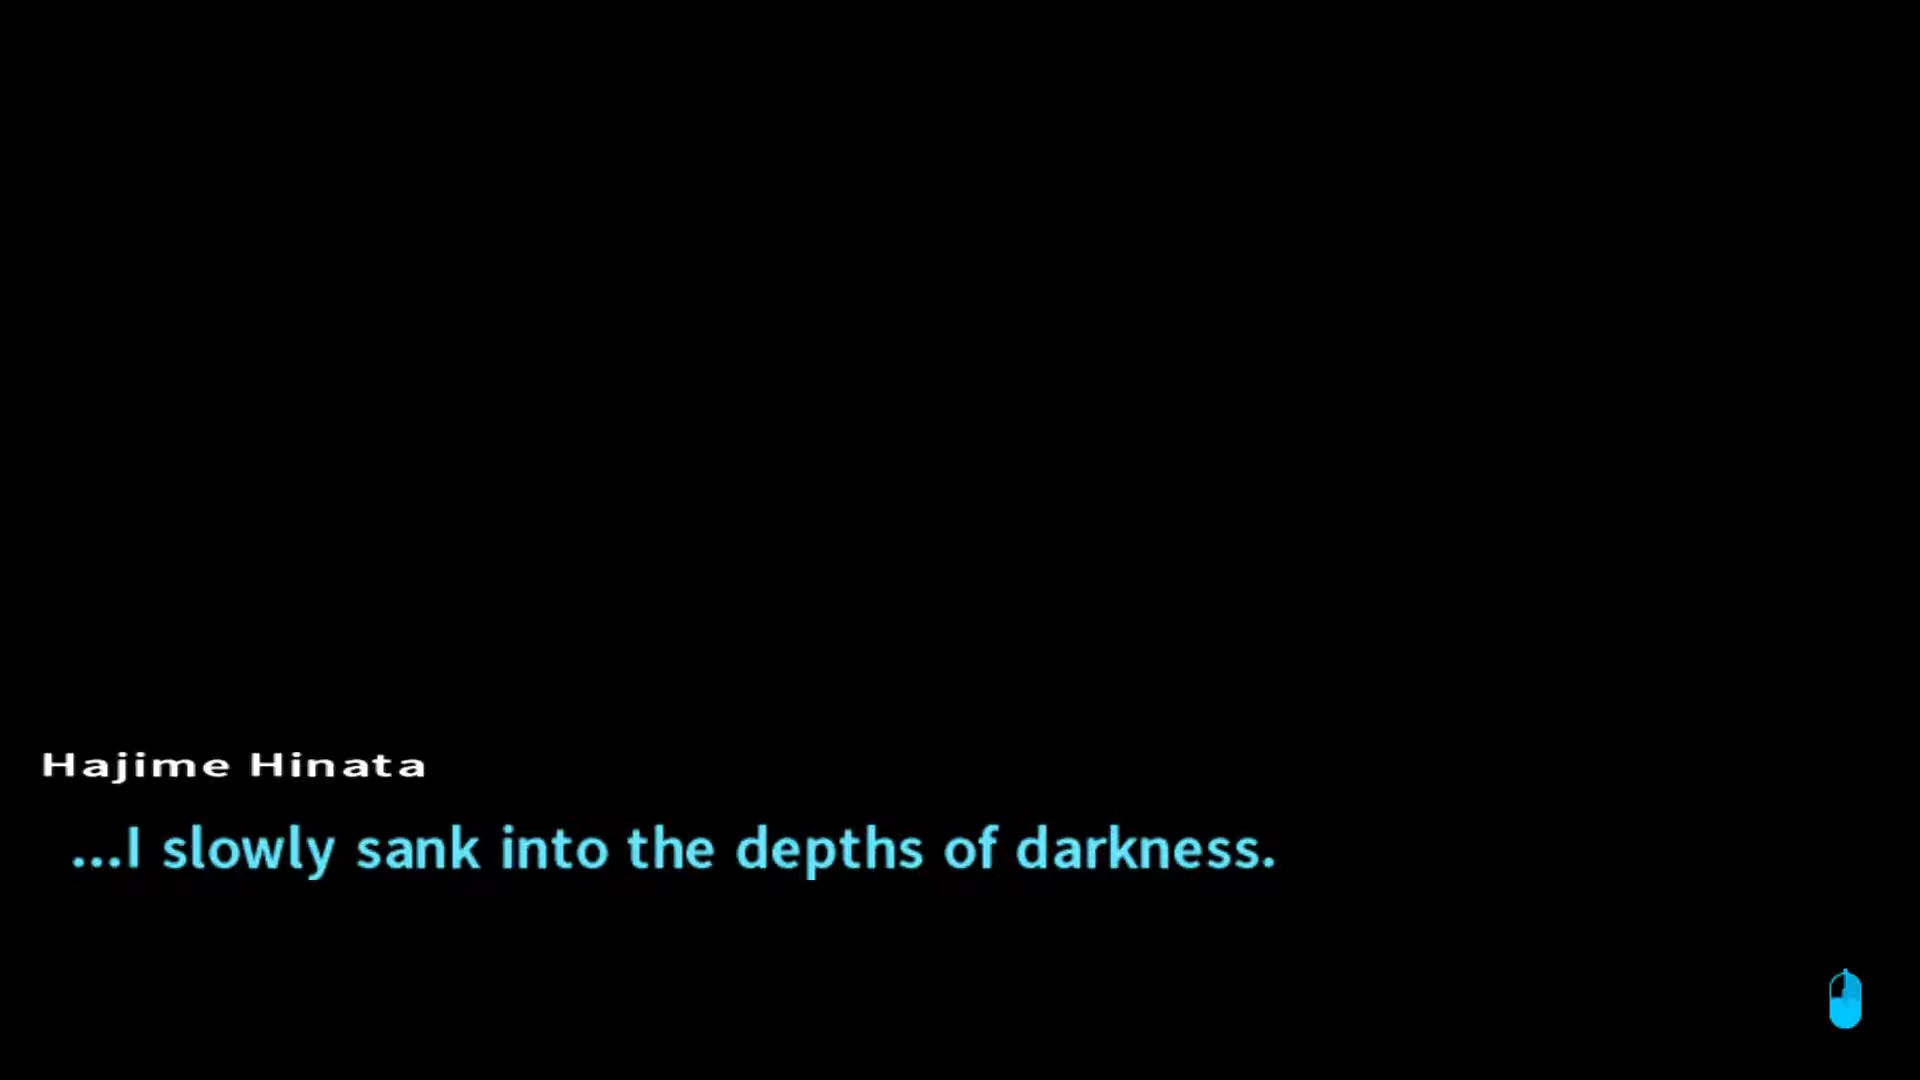 Hajime Hinata
...I slowly sank into the depths of darkness.